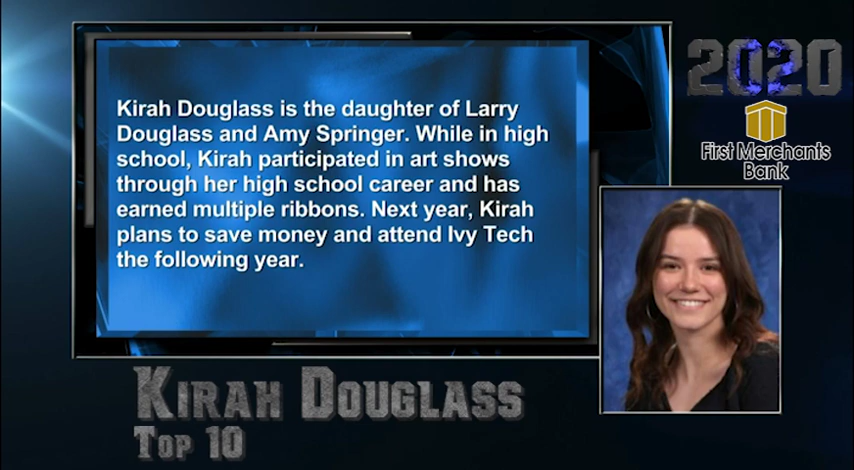 2020
First Merchants
Bank
Kirah Douglass is the daughter of Larry
Douglass and Amy Springer. While in high
school, Kirah participated in art shows
through her high school career and has
earned multiple ribbons. Next year, Kirah
plans to save money and attend Ivy Tech
the following year.
KIRAH DOUGLASS
TOP 10